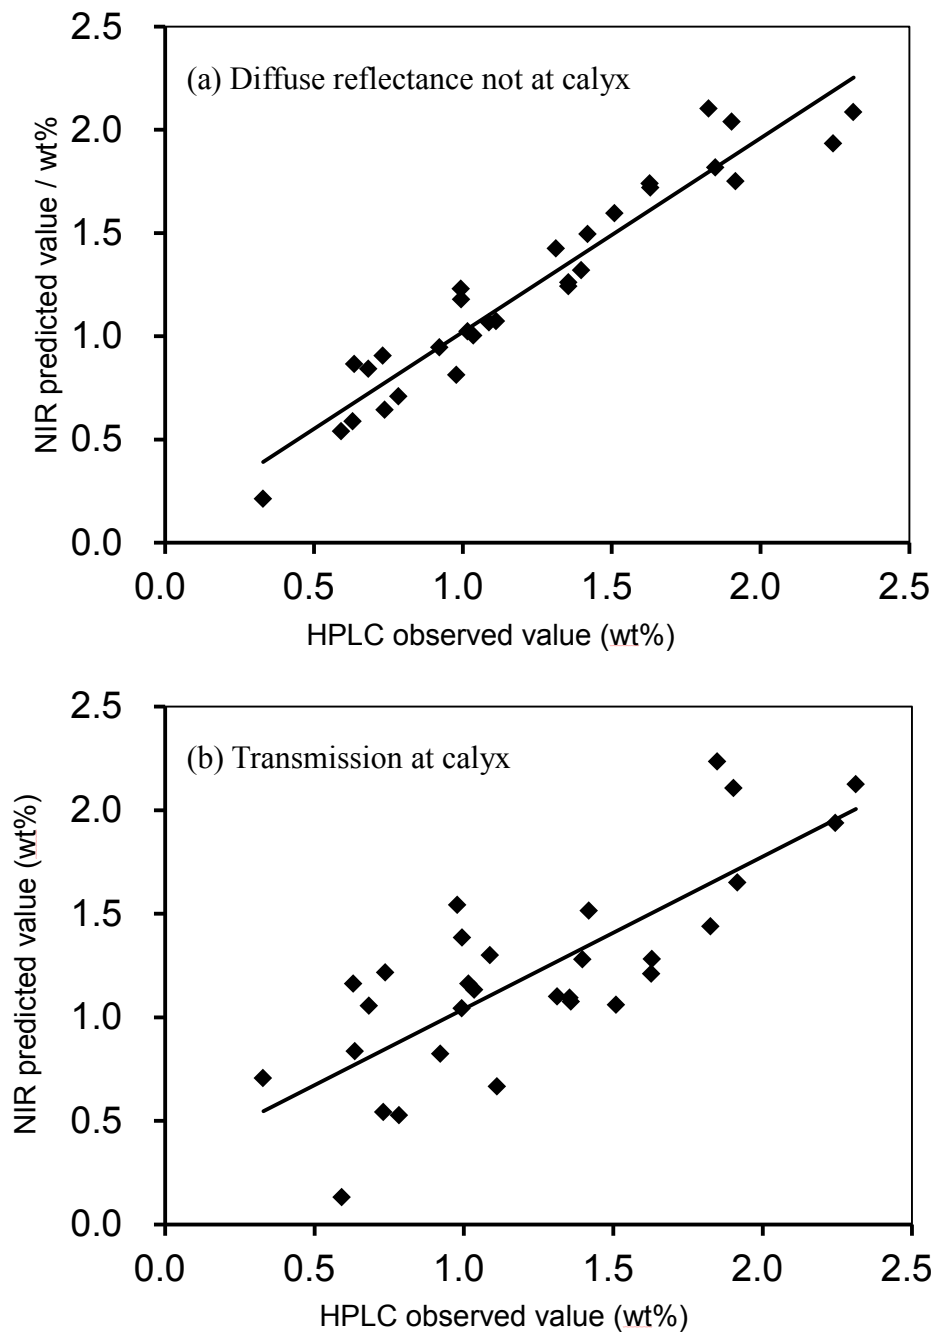 2.5
(a) Diffuse reflectance not at calyx
2.0
1.5
1.0
0.5
0.0
NIR predicted value / wt%
0.0 0.5 1.0 1.5 2.0 2.5
HPLC observed value (wt%)
2.5
(b) Transmission at calyx
2.0
1.5
1.0
0.5
0.0
NIR predicted value (wt%)
0.0 0.5 1.0 1.5 2.0 2.5
HPLC observed value (wt%)